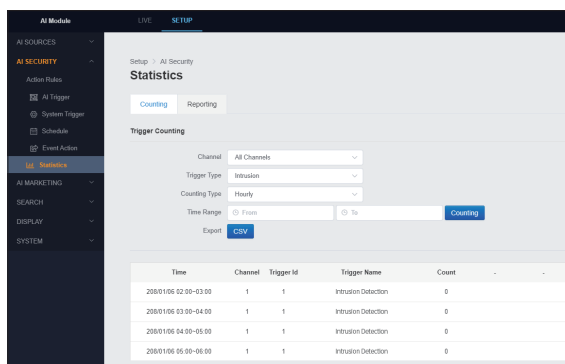 AI Module
LIVE SETUP
AI SOURCES
AI SECURITY
Action Rules
AI Trigger
System Trigger
Schedule
Event Action
Statistics
AI MARKETING
SEARCH
DISPLAY
SYSTEM
Setup > AI Security
Statistics
Counting Reporting
Trigger Counting
Channel All Channels
Trigger Type Intrusion
Counting Type Hourly
Time Range From To Counting
Export CSV
Time Channel Trigger Id Trigger Name Count - -
208/01/06 02:00~03:00 1 1 Intrusion Detection 0
208/01/06 03:00~04:00 1 1 Intrusion Detection 0
208/01/06 04:00~05:00 1 1 Intrusion Detection 0
208/01/06 05:00~06:00 1 1 Intrusion Detection 0